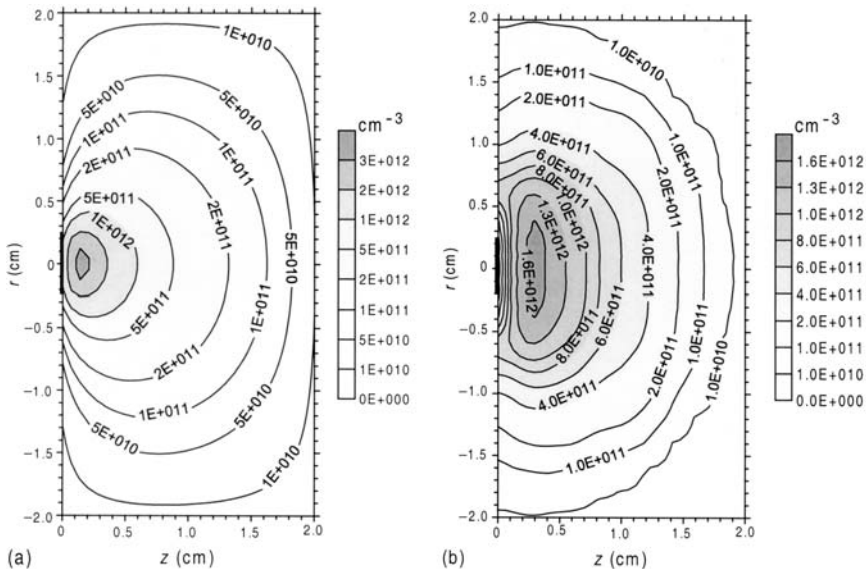 2.0
1.5
1.0
0.5
0
−0.5
−1.0
−1.5
−2.0
r (cm)
0 0.5 1.0 1.5 2.0
z (cm)
(a)
1E+010
5E+010
5E+010
1E+011
1E+011
2E+011
2E+011
5E+011
1E+012
5E+010
5E+011
1E+011
2E+011
1E+011
5E+010
5E+010
1E+010
1E+010
cm−3
3E+012
2E+012
1E+012
5E+011
2E+011
1E+011
5E+010
1E+010
0E+000
2.0
1.5
1.0
0.5
0
−0.5
−1.0
−1.5
−2.0
r (cm)
0 0.5 1.0 1.5 2.0
z (cm)
(b)
1.0E+010
1.0E+011
2.0E+011
1.0E+011
4.0E+011
6.0E+011
8.0E+011
2.0E+011
1.0E+012
1.3E+012
4.0E+011
1.6E+012
8.0E+011
6.0E+011
4.0E+011
2.0E+011
1.0E+011
1.0E+010
1.0E+011
cm−3
1.6E+012
1.3E+012
1.0E+012
8.0E+011
6.0E+011
4.0E+011
2.0E+011
1.0E+011
1.0E+010
0.0E+000